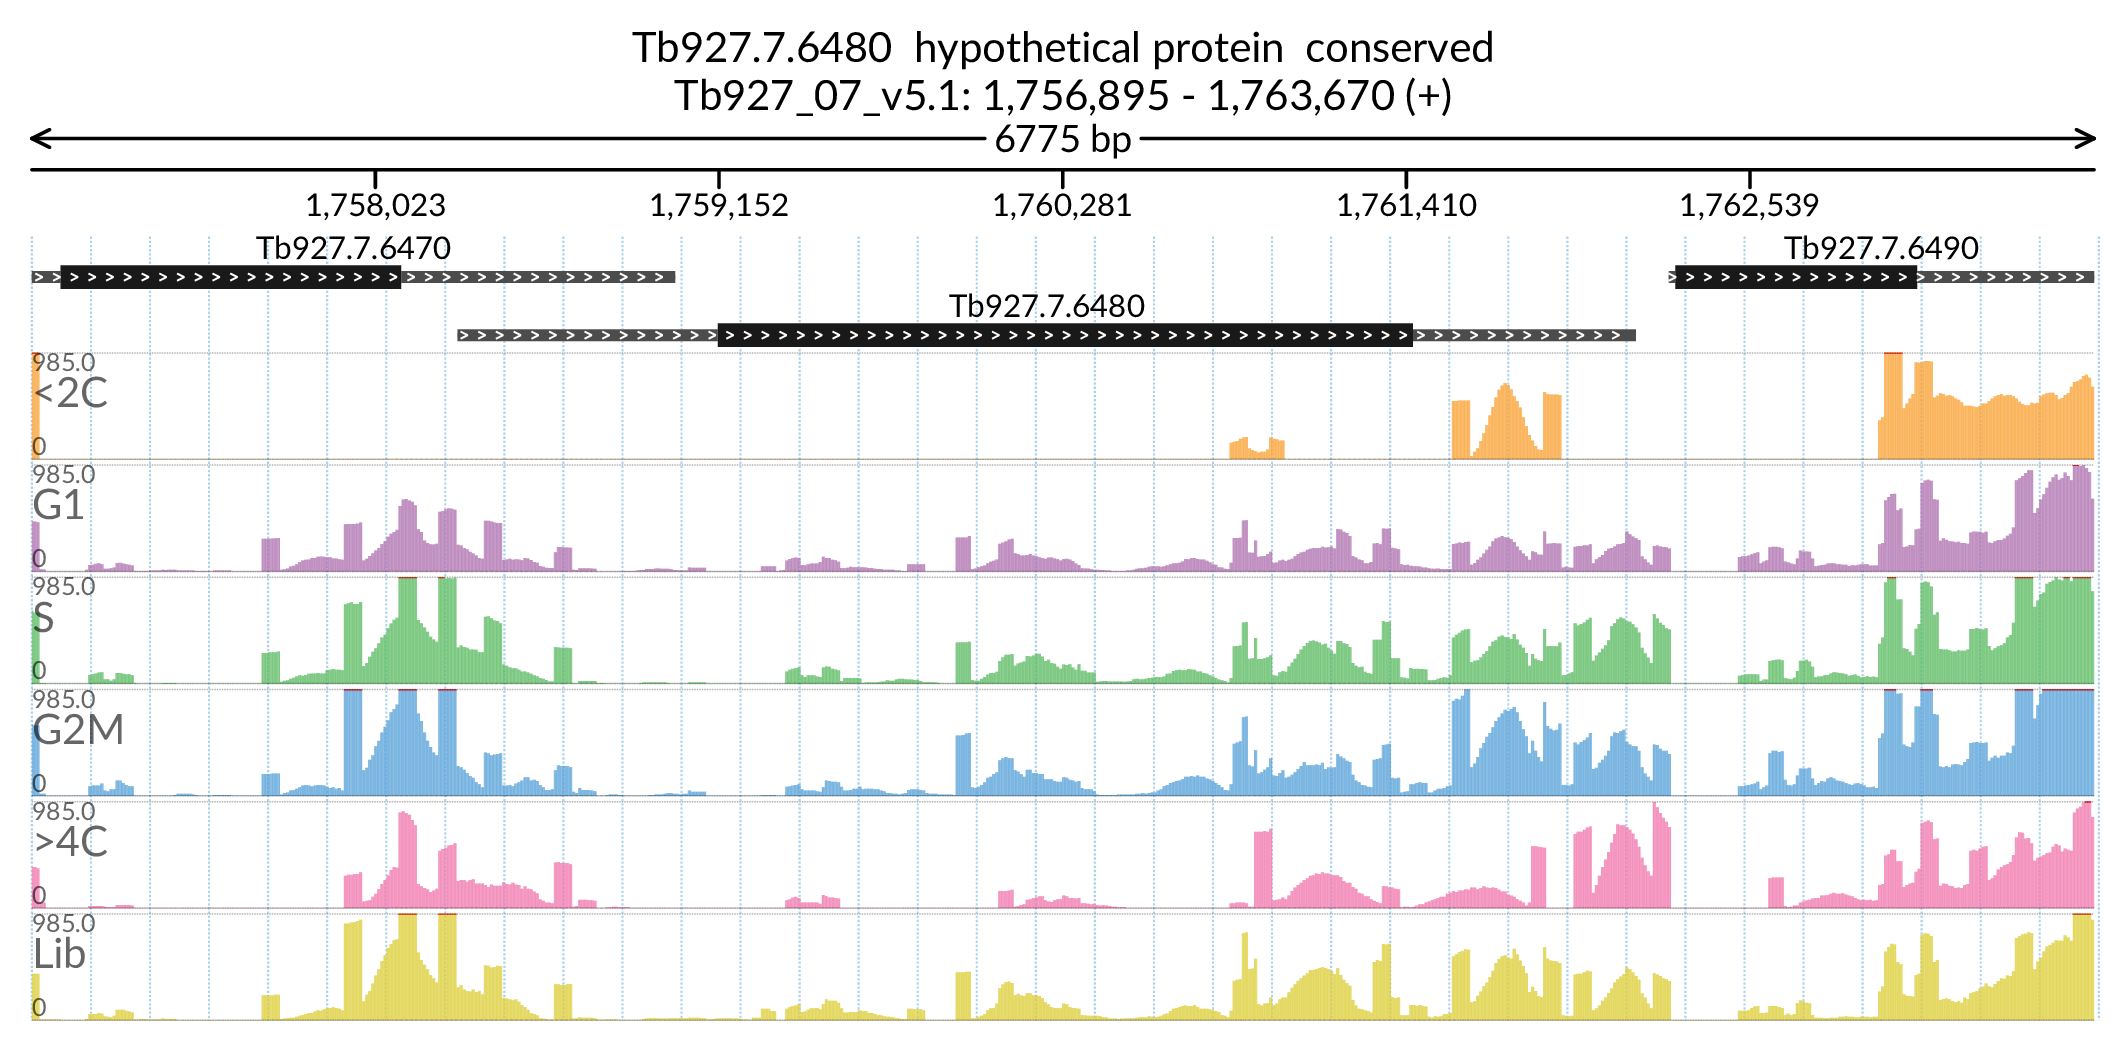 Tb927.7.6480  hypothetical protein  conserved
Tb927_07_v5.1: 1,756,895 - 1,763,670 (+)
6775 bp
1,758,023 1,759,152 1,760,281 1,761,410 1,762,539
Tb927.7.6470 Tb927.7.6490
Tb927.7.6480
985.0
<2C
0
985.0
G1
0
985.0
S
0
985.0
G2M
0
985.0
>4C
0
985.0
Lib
0